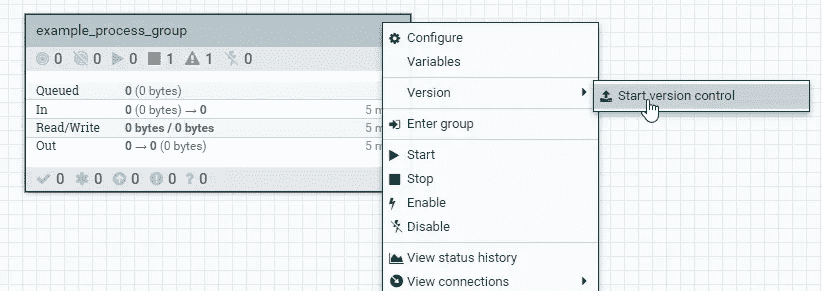 example_process_group
0 0 0 1 1 0
Queued 0 (0 bytes)
In 0 (0 bytes) → 0 5 m
Read/Write 0 bytes / 0 bytes 5 m
Out 0 → 0 (0 bytes) 5 m
0 0 0 0 ? 0
Configure
Variables
Version
Start version control
Enter group
Start
Stop
Enable
Disable
View status history
View connections